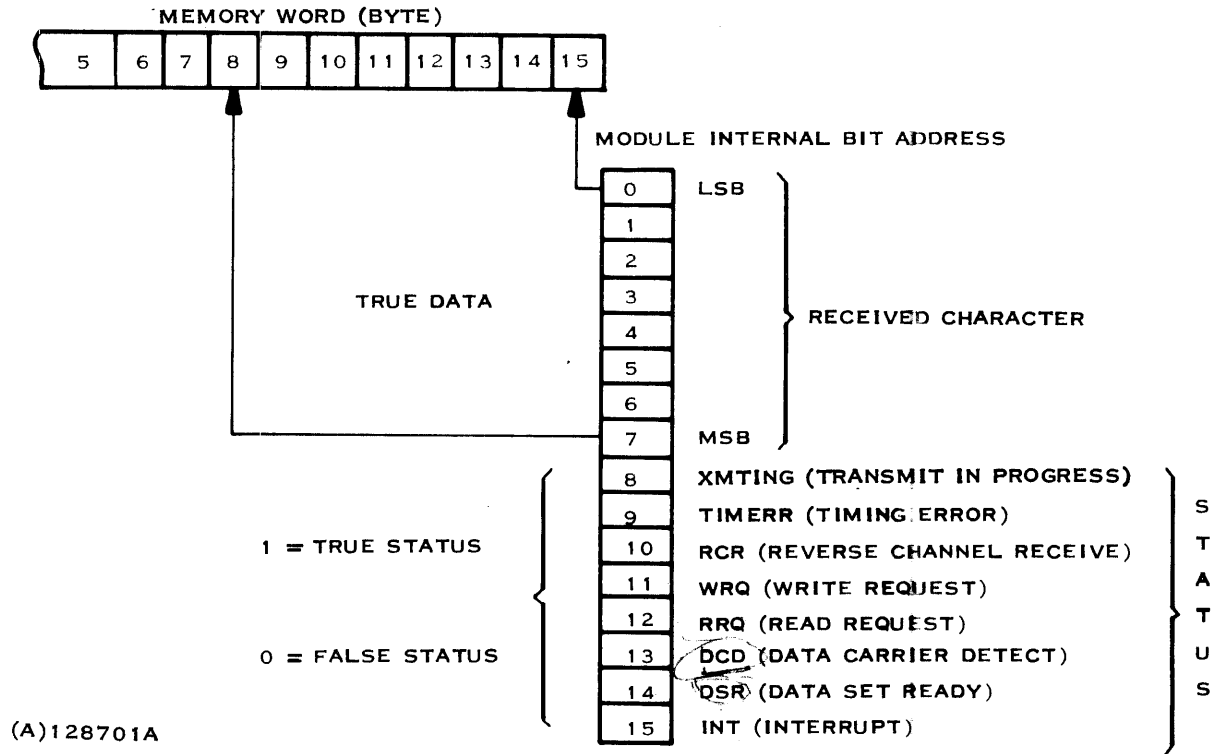 MEMORY WORD (BYTE)
5 6 7 8 9 10 11 12 13 14 15
MODULE INTERNAL BIT ADDRESS
0 LSB
1
2
3
TRUE DATA
RECEIVED CHARACTER
4
5
6
7 MSB
8 XMTING (TRANSMIT IN PROGRESS)
9 TIMERR (TIMING ERROR)
10 RCR (REVERSE CHANNEL RECEIVE)
11 WRQ (WRITE REQUEST)
12 RRQ (READ REQUEST)
13 DCD (DATA CARRIER DETECT)
14 DSR (DATA SET READY)
15 INT (INTERRUPT)
1 = TRUE STATUS
0 = FALSE STATUS
STATUS
(A)128701A